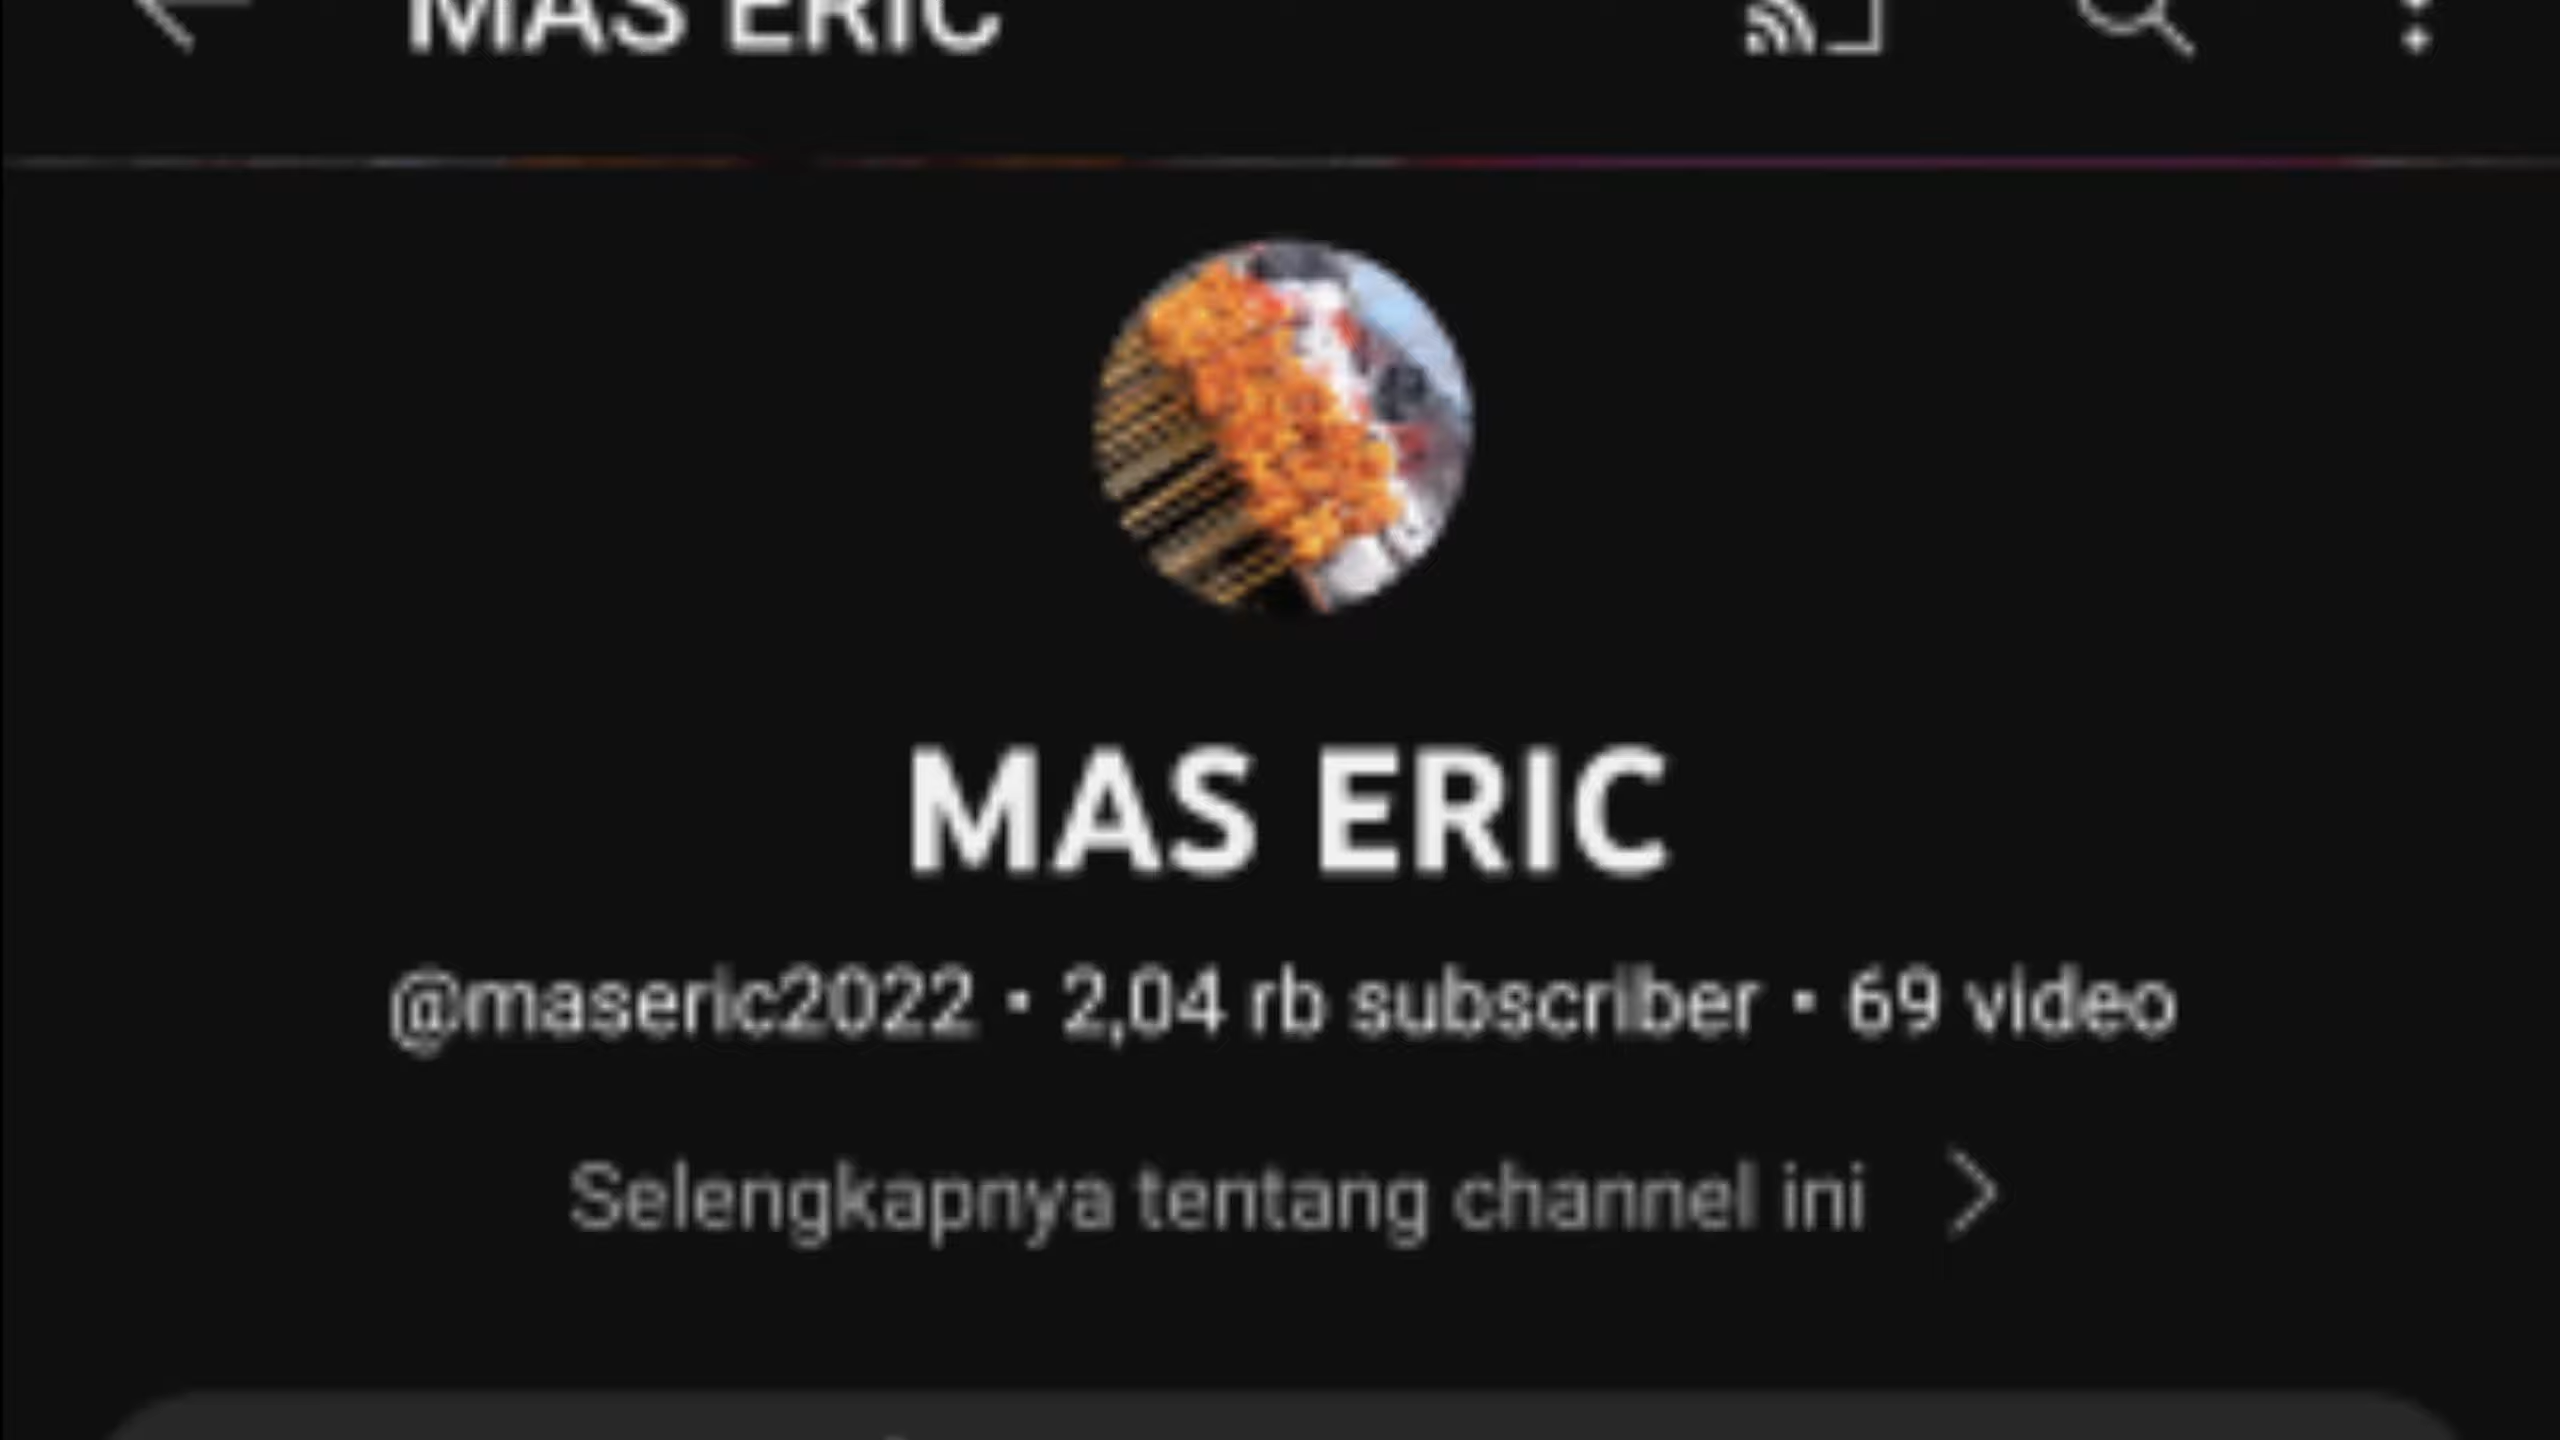 MAS ERIC
MAS ERIC
@maseric2022 • 2,04 rb subscriber • 69 video
Selengkapnya tentang channel ini